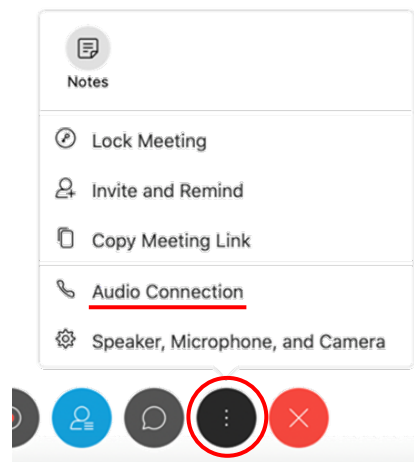 Notes
Lock Meeting
Invite and Remind
Copy Meeting Link
Audio Connection
Speaker, Microphone, and Camera